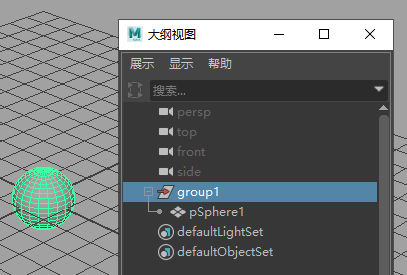 大纲视图
展示 显示 帮助
搜索...
persp
top
front
side
group1
pSphere1
defaultLightSet
defaultObjectSet